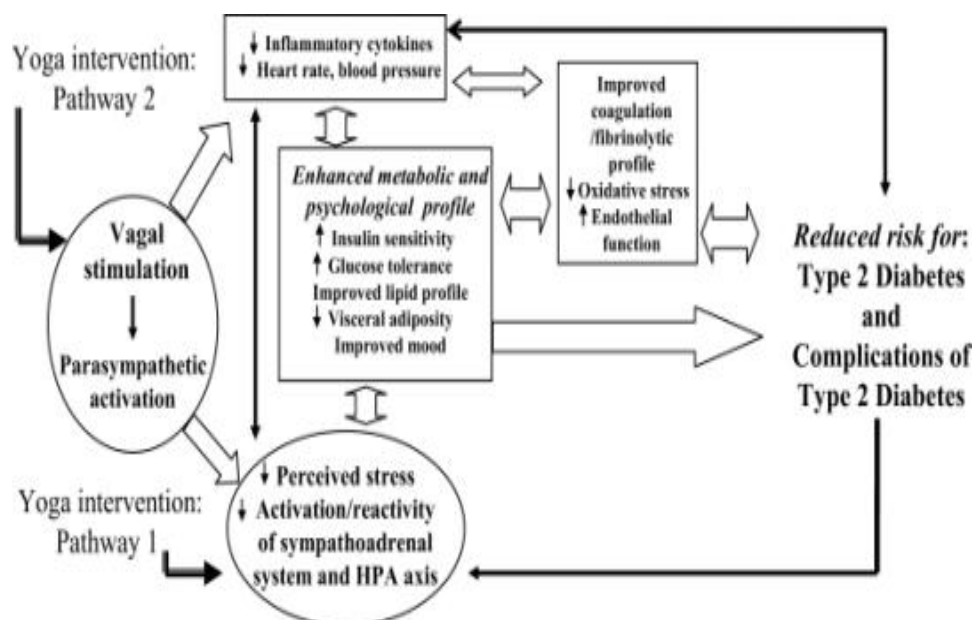 Yoga intervention:
Pathway 2
↓ Inflammatory cytokines
↓ Heart rate, blood pressure
Improved
coagulation
/fibrinolytic
profile
↓ Oxidative stress
↑ Endothelial
function
Enhanced metabolic and
psychological profile
↑ Insulin sensitivity
↑ Glucose tolerance
Improved lipid profile
↓ Visceral adiposity
Improved mood
Vagal
stimulation
Parasympathetic
activation
Reduced risk for:
Type 2 Diabetes
and
Complications of
Type 2 Diabetes
Yoga intervention:
Pathway 1
↓ Perceived stress
↓ Activation/reactivity
of sympathoadrenal
system and HPA axis